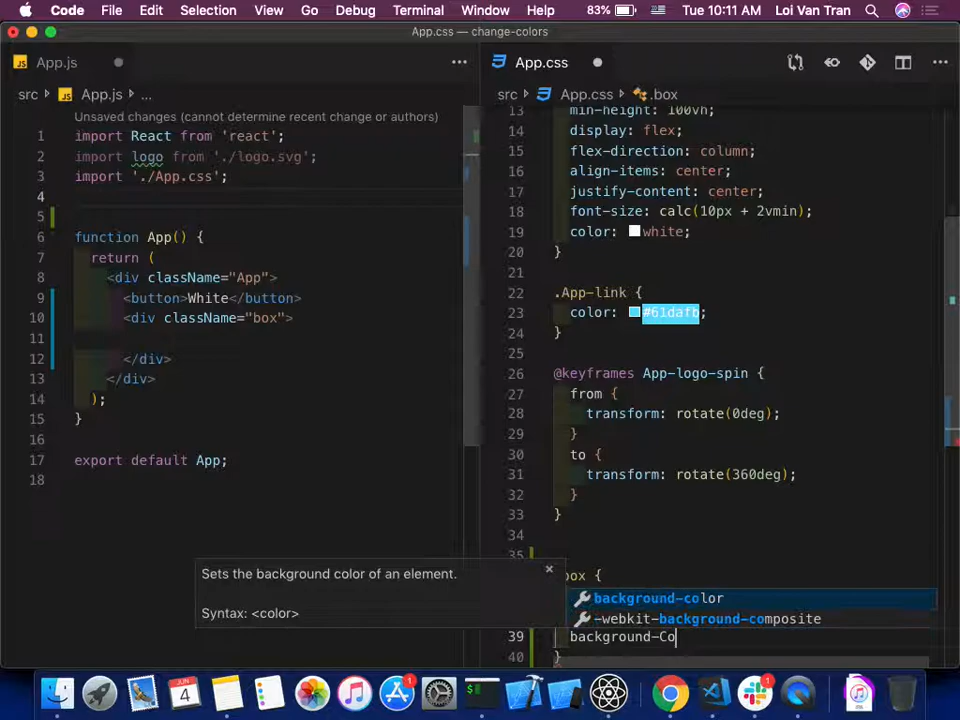 Code File Edit Selection View Go Debug Terminal Window Help 83% Tue 10:11 AM Loi Van Tran
App.css — change-colors
JS App.js
App.css
src App.js ...
src App.css .box
Unsaved changes (cannot determine recent change or authors)
1 import React from 'react';
2 import logo from './logo.svg';
3 import './App.css';
4
5
6 function App() {
7 return (
8 <div className="App">
9 <button>White</button>
10 <div className="box">
11
12 </div>
13 </div>
14 );
15 }
16
17 export default App;
18
13 min-height: 100vh;
14 display: flex;
15 flex-direction: column;
16 align-items: center;
17 justify-content: center;
18 font-size: calc(10px + 2vmin);
19 color: white;
20 }
21
22 .App-link {
23 color: #61dafb;
24 }
25
26 @keyframes App-logo-spin {
27 from {
28 transform: rotate(0deg);
29 }
30 to {
31 transform: rotate(360deg);
32 }
33 }
34
35
box {
Sets the background color of an element.
Syntax: <color>
background-color
-webkit-background-composite
39 background-Co
40 }
JUN
4
1
1